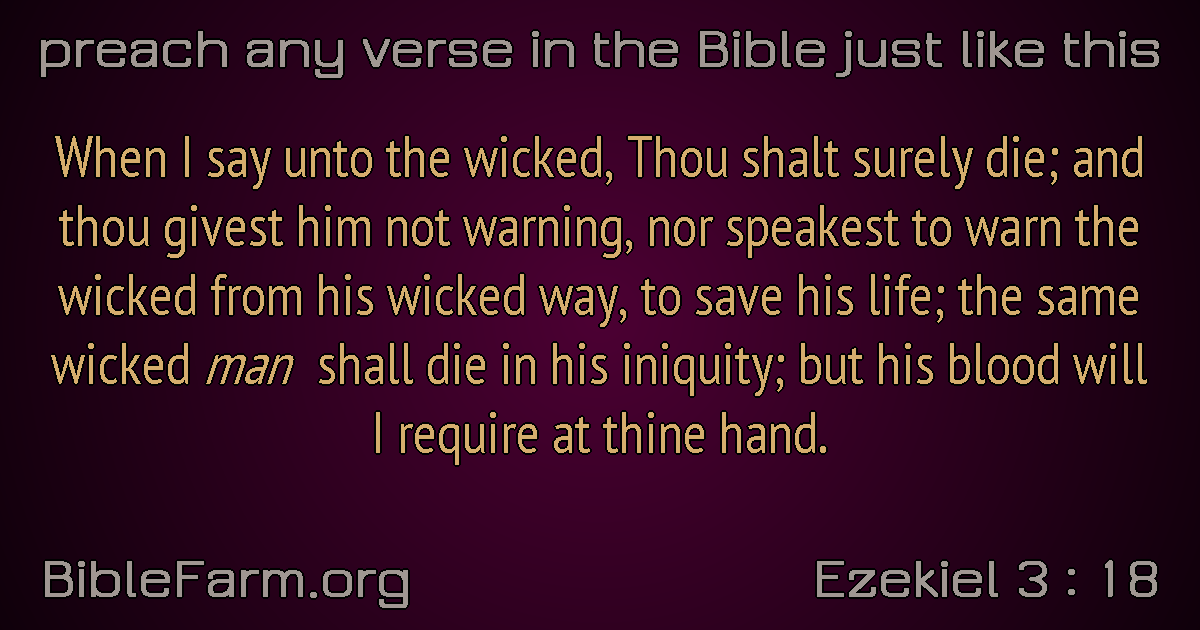 preach any verse in the Bible just like this
When I say unto the wicked, Thou shalt surely die; and
thou givest him not warning, nor speakest to warn the
wicked from his wicked way, to save his life; the same
wicked man shall die in his iniquity; but his blood will
I require at thine hand.
BibleFarm.org
Ezekiel 3 : 18